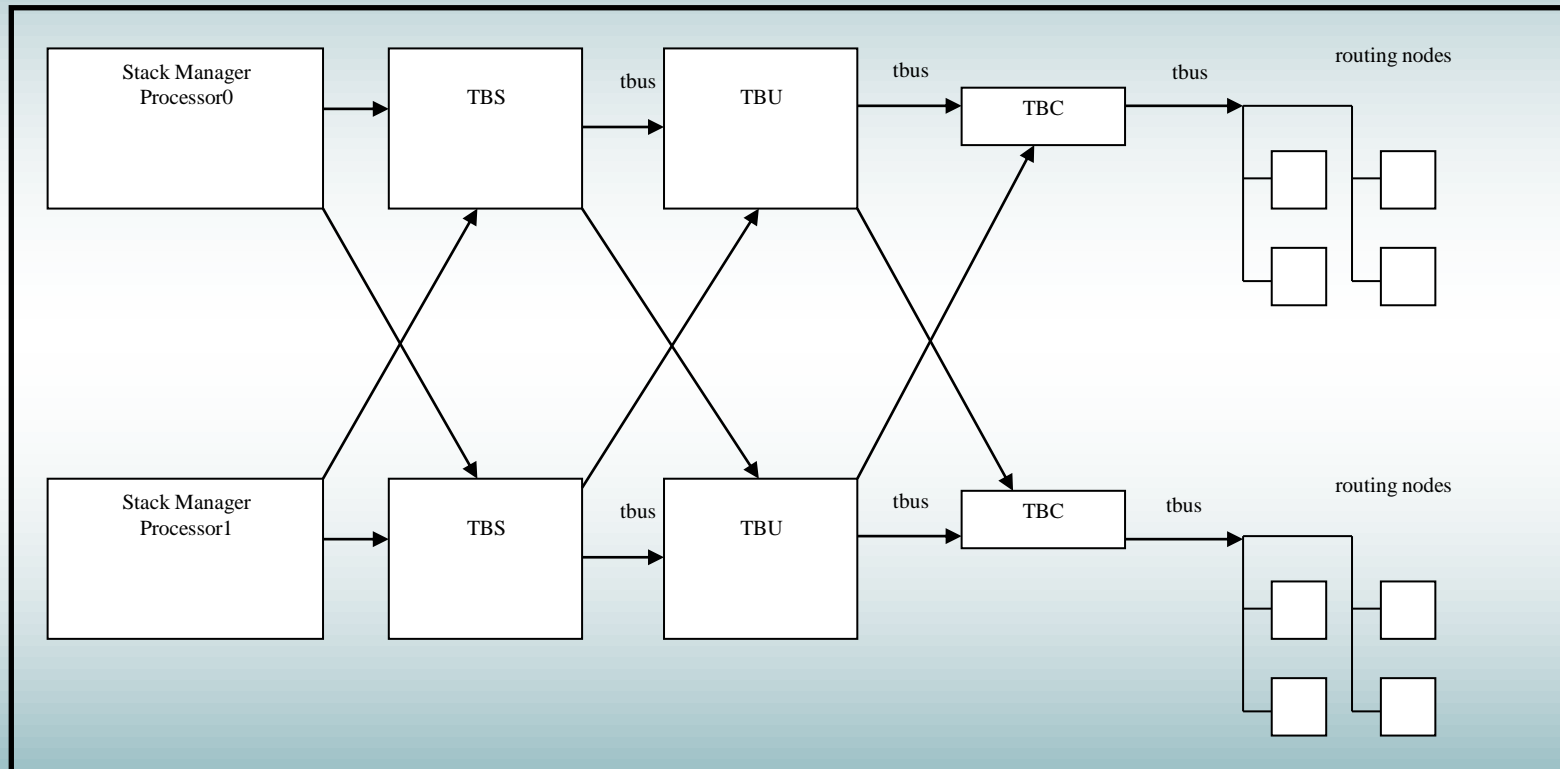 Stack Manager
Processor0
TBS
tbus
TBU
tbus
TBC
tbus
routing nodes
Stack Manager
Processor1
TBS
tbus
TBU
tbus
TBC
tbus
routing nodes